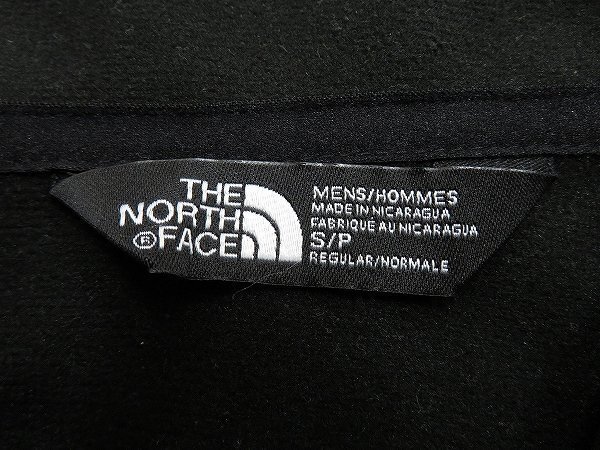 THE
NORTH
® FACE
MENS/HOMMES
MADE IN NICARAGUA
FABRIQUE AU NICARAGUA
S/P
REGULAR/NORMALE